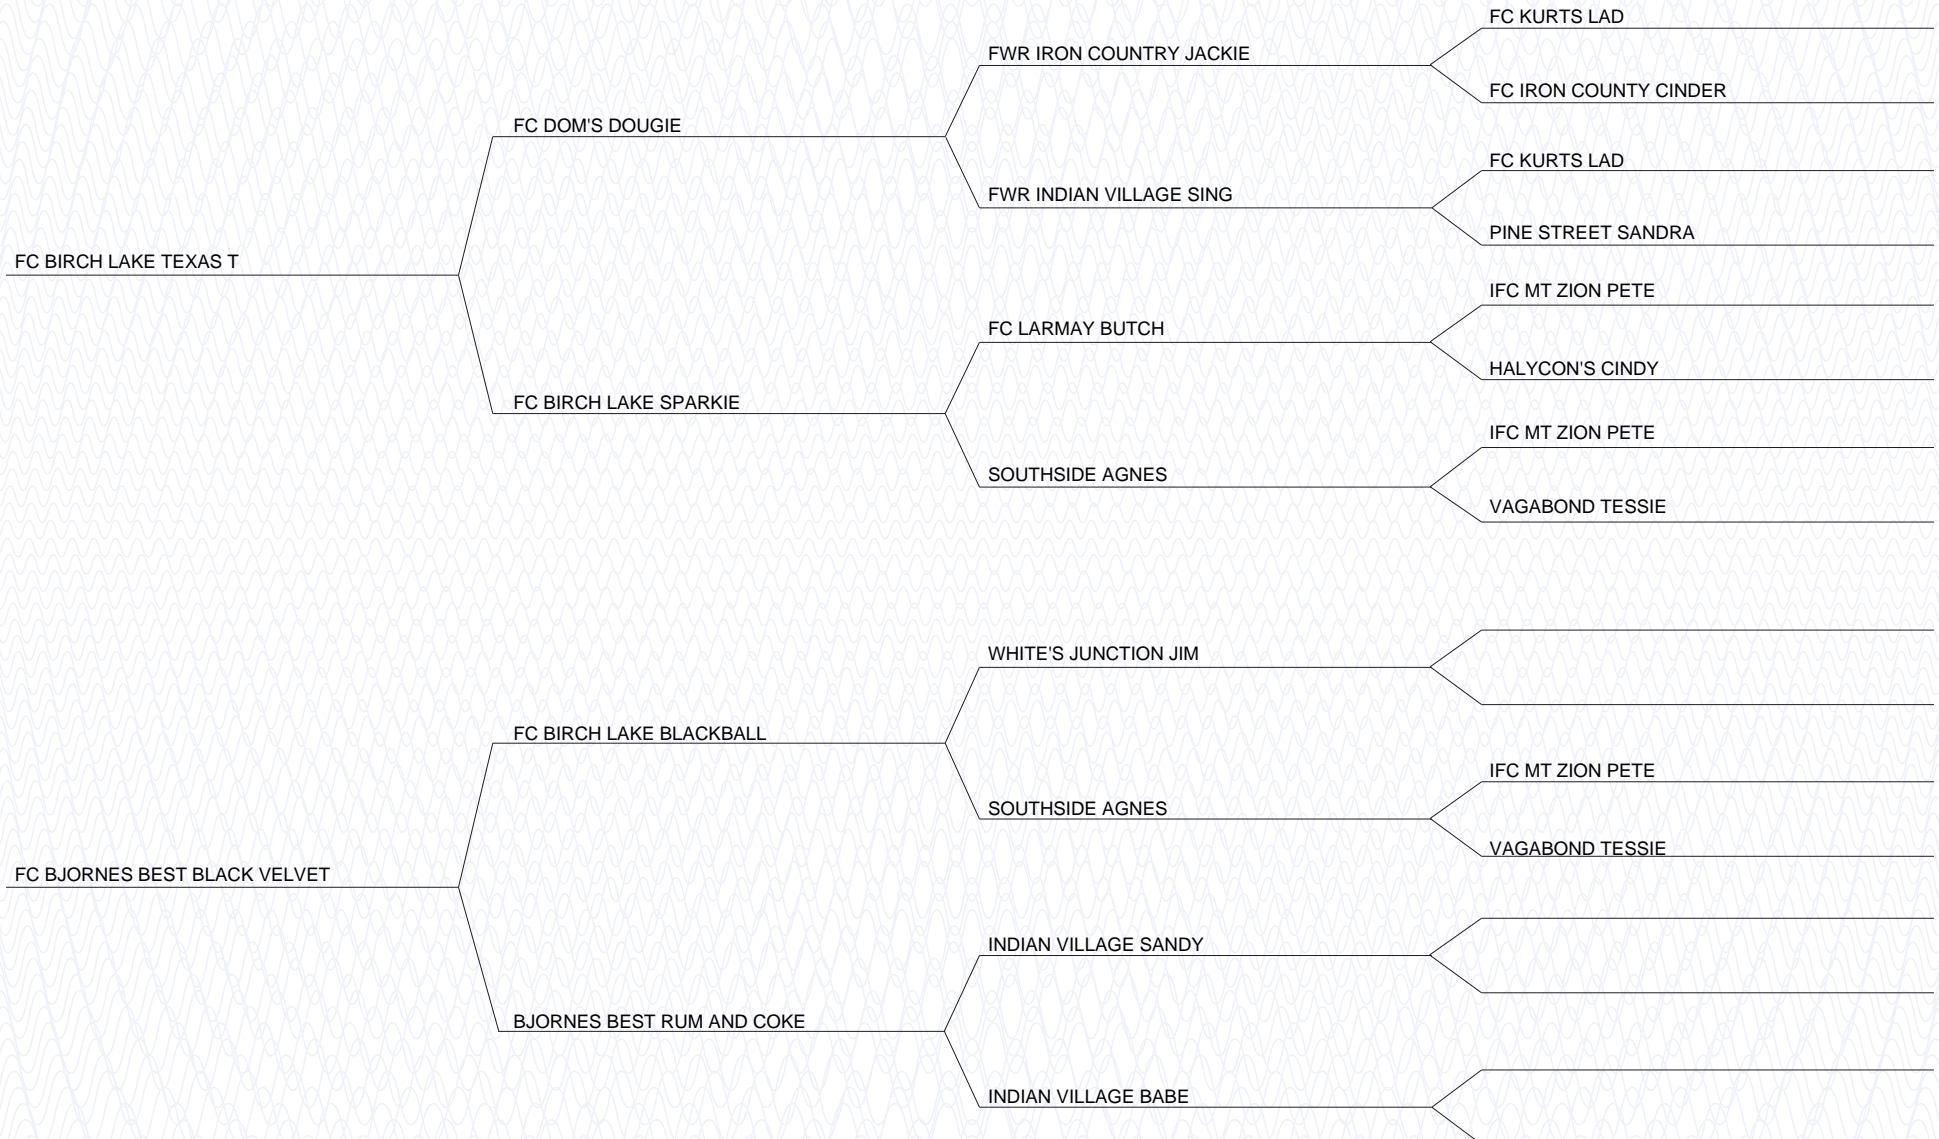 FC KURTS LAD
FWR IRON COUNTRY JACKIE
FC IRON COUNTY CINDER
FC DOM'S DOUGIE
FC KURTS LAD
FWR INDIAN VILLAGE SING
PINE STREET SANDRA
FC BIRCH LAKE TEXAS T
IFC MT ZION PETE
FC LARMAY BUTCH
HALYCON'S CINDY
FC BIRCH LAKE SPARKIE
IFC MT ZION PETE
SOUTHSIDE AGNES
VAGABOND TESSIE
WHITE'S JUNCTION JIM
FC BIRCH LAKE BLACKBALL
IFC MT ZION PETE
SOUTHSIDE AGNES
VAGABOND TESSIE
FC BJORNES BEST BLACK VELVET
INDIAN VILLAGE SANDY
BJORNES BEST RUM AND COKE
INDIAN VILLAGE BABE